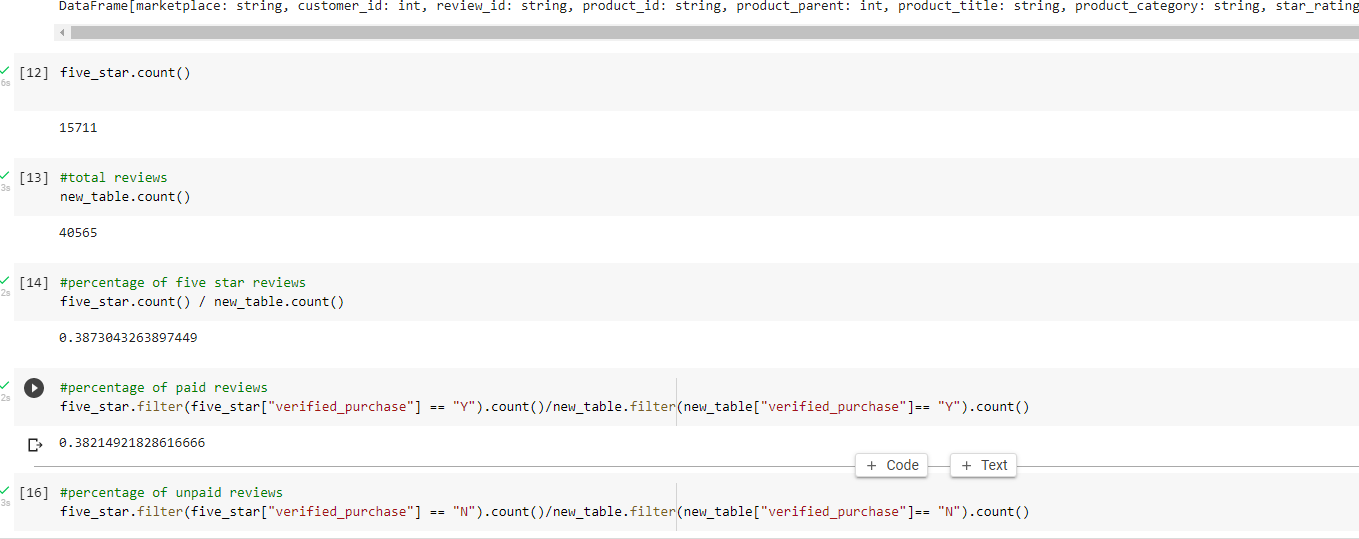 DataFrame[marketplace: string, customer_id: int, review_id: string, product_id: string, product_parent: int, product_title: string, product_category: string, star_rating
[12] five_star.count()
6s
15711
[13] #total reviews
3s
new_table.count()
40565
[14] #percentage of five star reviews
2s
five_star.count() / new_table.count()
0.3873043263897449
#percentage of paid reviews
2s
five_star.filter(five_star["verified_purchase"] == "Y").count()/new_table.filter(new_table["verified_purchase"]== "Y").count()
0.38214921828616666
+ Code + Text
[16] #percentage of unpaid reviews
3s
five_star.filter(five_star["verified_purchase"] == "N").count()/new_table.filter(new_table["verified_purchase"]== "N").count()